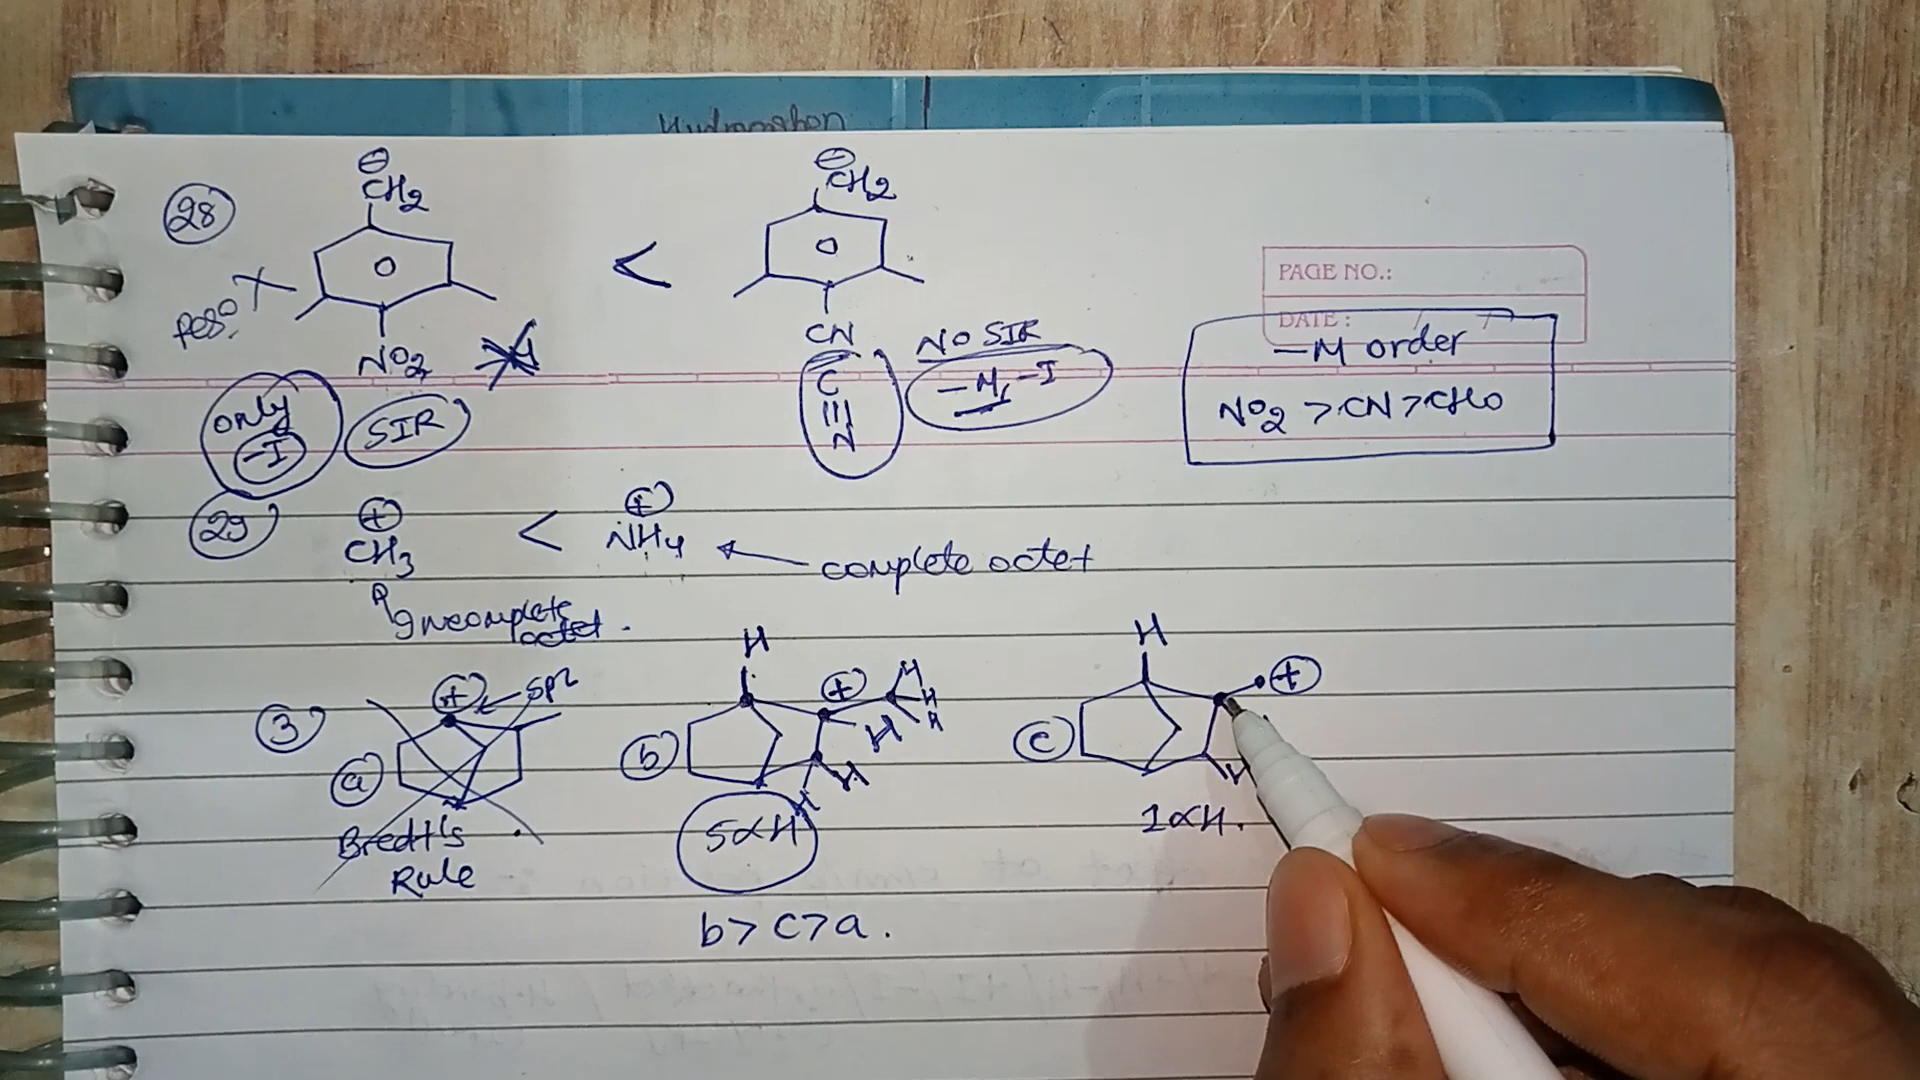 Hydrocarbon
PAGE NO.:
DATE : / /
28
⊖
CH2
<
⊖
CH2
NO2
SIR
only
-I
CN
C
≡
N
NO SIR
-M, -I
-M order
NO2 > CN > CHO
29
⊕
CH3
<
⊕
NH4
complete octet
Incomplete
octet.
3
a
⊕
sp2
Bredt's
Rule
b
H
⊕
H
H
H
H
H
H
5αH
c
H
⊕
H
1αH.
b > c > a.